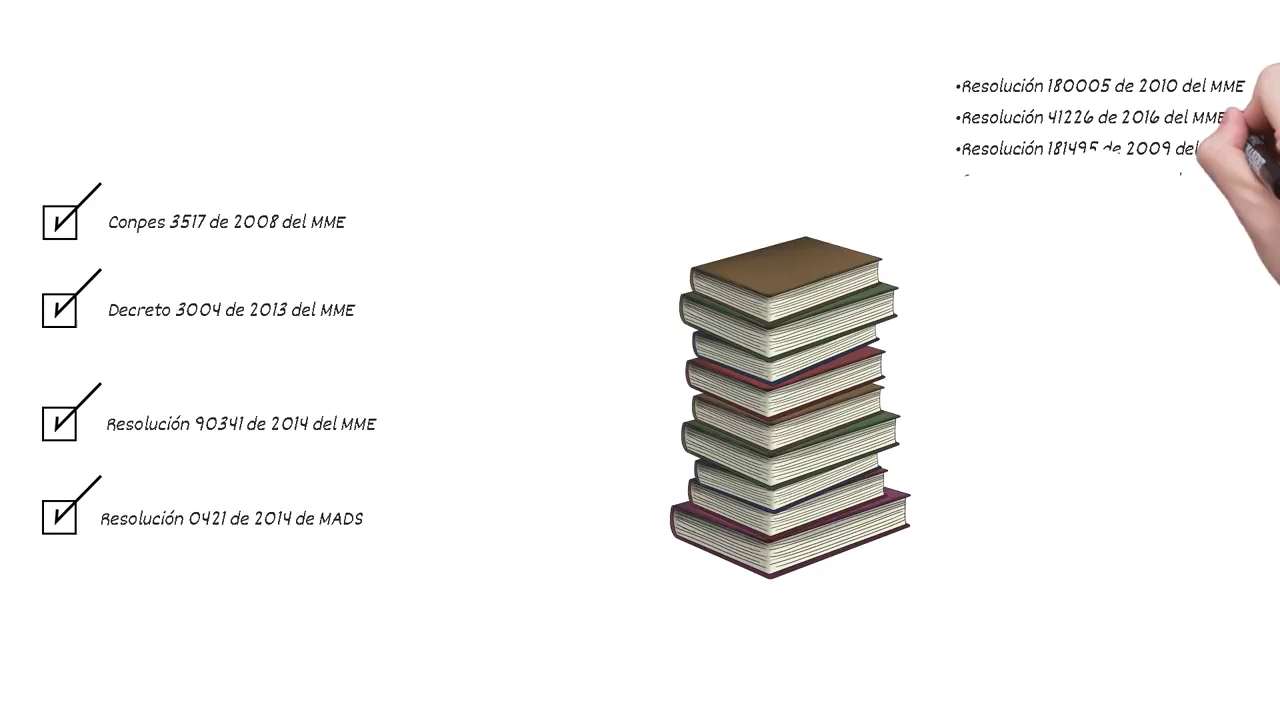 Conpes 3517 de 2008 del MME
Decreto 3004 de 2013 del MME
Resolución 90341 de 2014 del MME
Resolución 0421 de 2014 de MADS
•Resolución 180005 de 2010 del MME
•Resolución 41226 de 2016 del MME
•Resolución 181495 de 2009 del